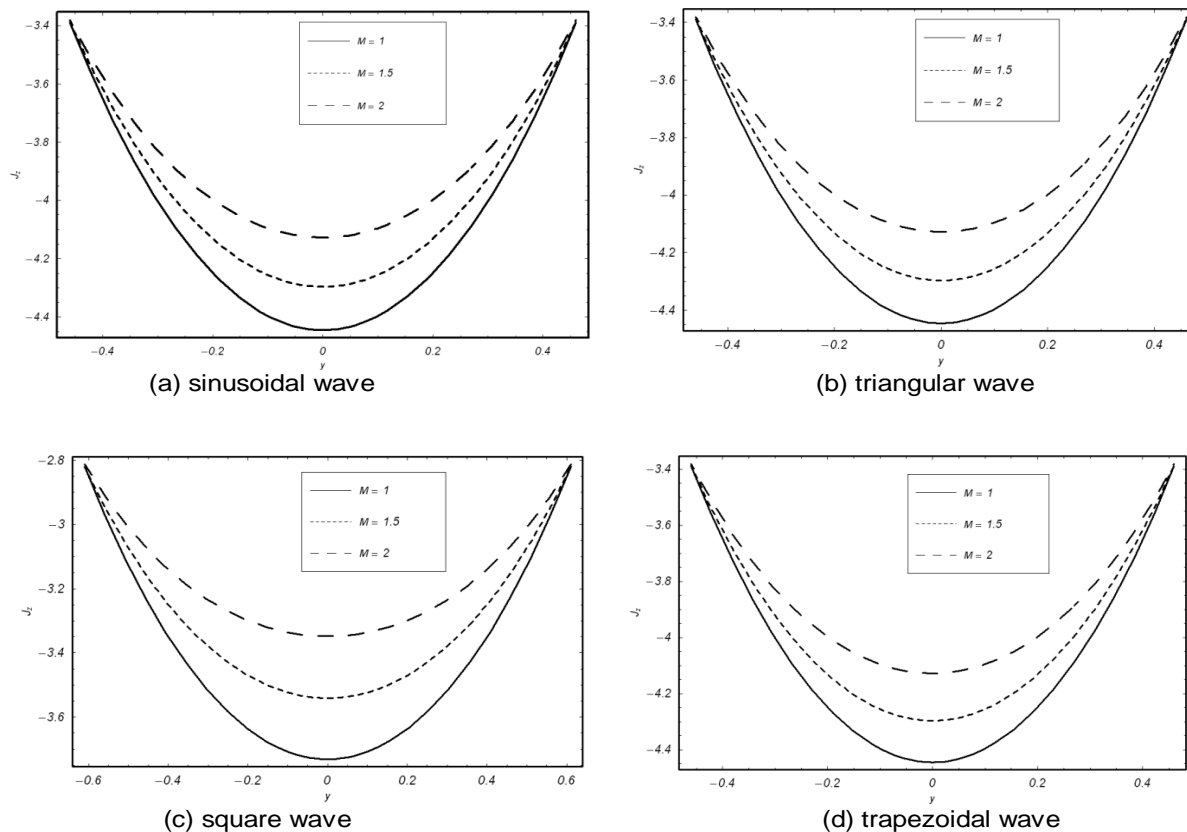 −3.4
−3.6
−3.8
−4
−4.2
−4.4
J_z
M = 1
M = 1.5
M = 2
−0.4 −0.2 0 0.2 0.4
y
(a) sinusoidal wave
−3.4
−3.6
−3.8
−4
−4.2
−4.4
J_z
M = 1
M = 1.5
M = 2
−0.4 −0.2 0 0.2 0.4
y
(b) triangular wave
−2.8
−3
−3.2
−3.4
−3.6
J_z
M = 1
M = 1.5
M = 2
−0.6 −0.4 −0.2 0 0.2 0.4 0.6
y
(c) square wave
−3.4
−3.6
−3.8
−4
−4.2
−4.4
J_z
M = 1
M = 1.5
M = 2
−0.4 −0.2 0 0.2 0.4
y
(d) trapezoidal wave